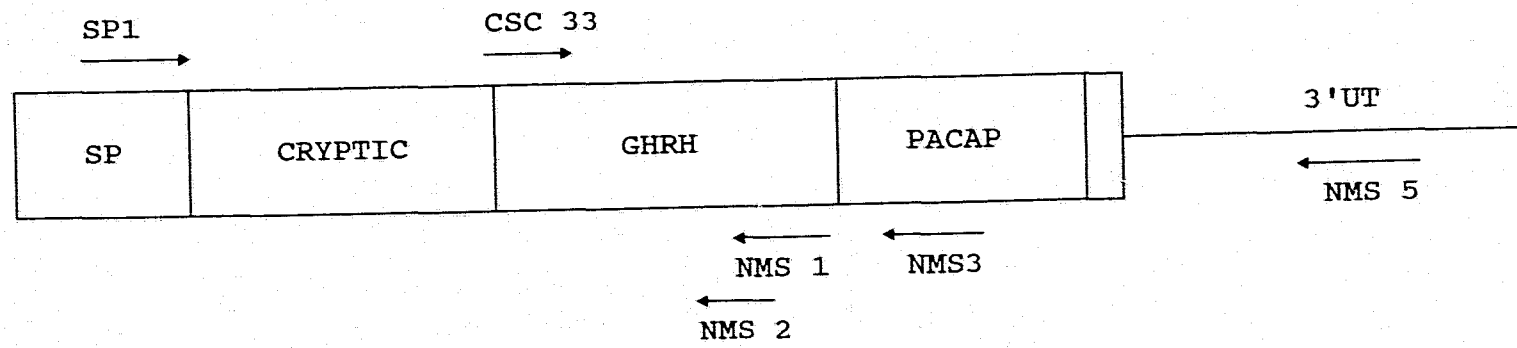 SP1
CSC 33
3'UT
SP
CRYPTIC
GHRH
PACAP
NMS 5
NMS 1
NMS3
NMS 2